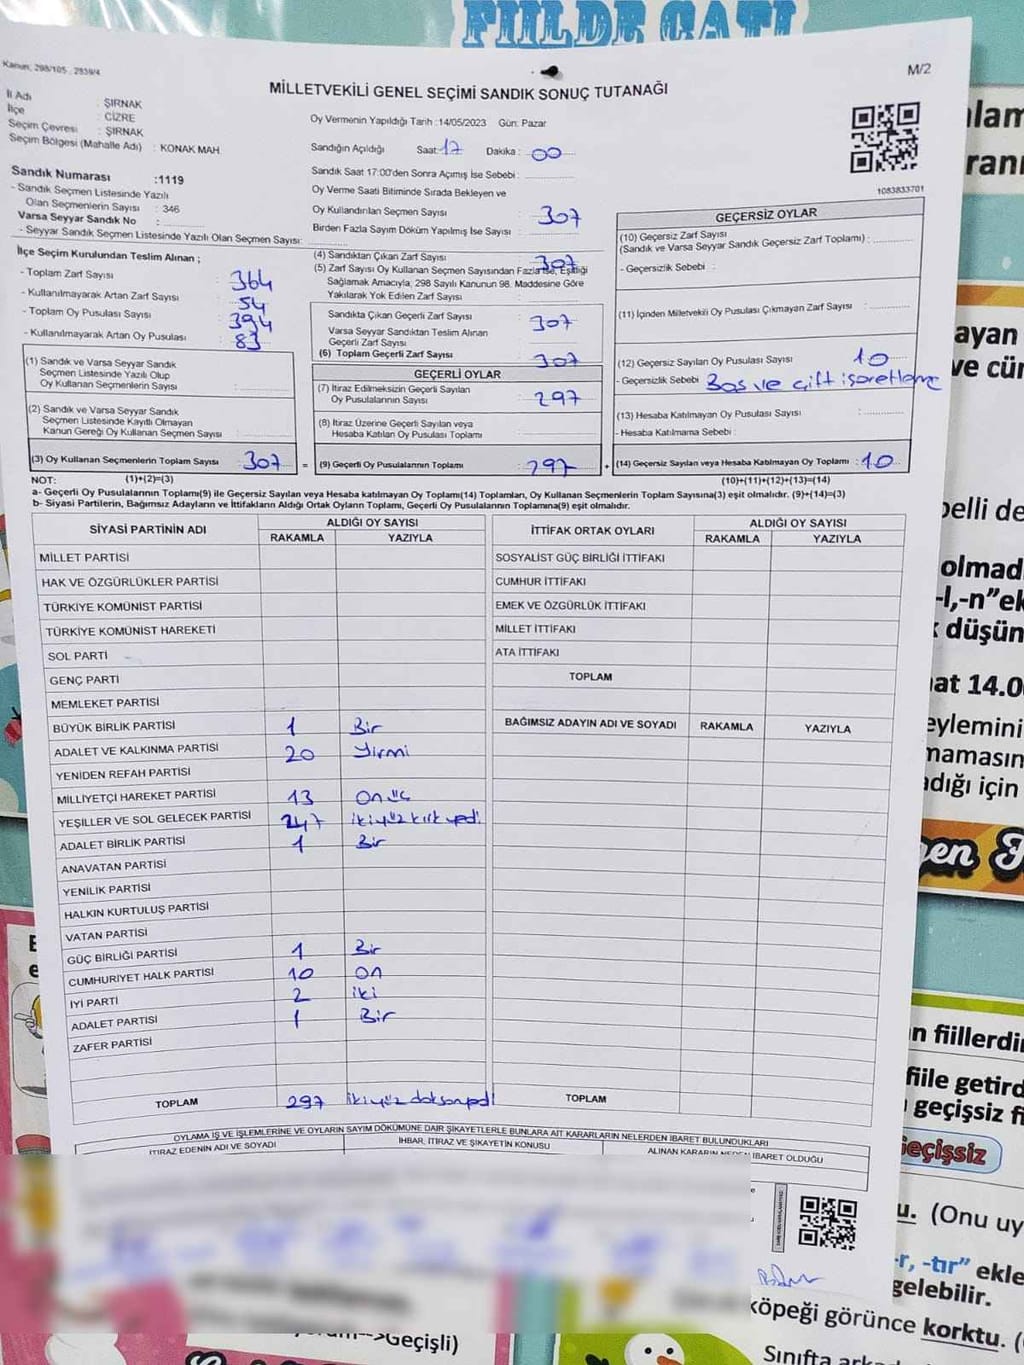 FİİLDE ÇATI
Kanun; 298/105 , 2839/4
M/2
MİLLETVEKİLİ GENEL SEÇİMİ SANDIK SONUÇ TUTANAĞI
İl Adı : ŞIRNAK
İlçe : CİZRE
Seçim Çevresi : ŞIRNAK
Seçim Bölgesi (Mahalle Adı) : KONAK MAH.
Sandık Numarası :1119
- Sandık Seçmen Listesinde Yazılı
Olan Seçmenlerin Sayısı : 346
Varsa Seyyar Sandık No :
- Seyyar Sandık Seçmen Listesinde Yazılı Olan Seçmen Sayısı:
İlçe Seçim Kurulundan Teslim Alınan ;
- Toplam Zarf Sayısı : 364
- Kullanılmayarak Artan Zarf Sayısı : 54
- Toplam Oy Pusulası Sayısı : 394
- Kullanılmayarak Artan Oy Pusulası : 83
(1) Sandık ve Varsa Seyyar Sandık
Seçmen Listesinde Yazılı Olup
Oy Kullanan Seçmenlerin Sayısı :
(2) Sandık ve Varsa Seyyar Sandık
Seçmen Listesinde Kayıtlı Olmayan
Kanun Gereği Oy Kullanan Seçmen Sayısı :
(3) Oy Kullanan Seçmenlerin Toplam Sayısı : 307
Oy Vermenin Yapıldığı Tarih :14/05/2023 Gün: Pazar
Sandığın Açıldığı Saat: 17 Dakika : 00
Sandık Saat 17:00'den Sonra Açımış İse Sebebi :
Oy Verme Saati Bitiminde Sırada Bekleyen ve
Oy Kullandırılan Seçmen Sayısı : 307
Birden Fazla Sayım Döküm Yapılmış İse Sayısı :
(4) Sandıktan Çıkan Zarf Sayısı : 307
(5) Zarf Sayısı Oy Kullanan Seçmen Sayısından Fazla ise, Eşitliği
Sağlamak Amacıyla, 298 Sayılı Kanunun 98. Maddesine Göre
Yakılarak Yok Edilen Zarf Sayısı :
Sandıkta Çıkan Geçerli Zarf Sayısı : 307
Varsa Seyyar Sandıktan Teslim Alınan
Geçerli Zarf Sayısı :
(6) Toplam Geçerli Zarf Sayısı : 307
GEÇERLİ OYLAR
(7) İtiraz Edilmeksizin Geçerli Sayılan
Oy Pusulalarının Sayısı : 297
(8) İtiraz Üzerine Geçerli Sayılan veya
Hesaba Katılan Oy Pusulası Toplamı :
= (9) Geçerli Oy Pusulalarının Toplamı : 297 +
1083833701
GEÇERSİZ OYLAR
(10) Geçersiz Zarf Sayısı
(Sandık ve Varsa Seyyar Sandık Geçersiz Zarf Toplamı) :
- Geçersizlik Sebebi :
(11) İçinden Milletvekili Oy Pusulası Çıkmayan Zarf Sayısı :
(12) Geçersiz Sayılan Oy Pusulası Sayısı : 10
- Geçersizlik Sebebi : Bos ve çift işaretleme
(13) Hesaba Katılmayan Oy Pusulası Sayısı :
- Hesaba Katılmama Sebebi :
(14) Geçersiz Sayılan veya Hesaba Katılmayan Oy Toplamı : 10
NOT: (1)+(2)=(3) (10)+(11)+(12)+(13)=(14)
a- Geçerli Oy Pusulasının Toplamı(9) ile Geçersiz Sayılan veya Hesaba katılmayan Oy Toplamı(14) Toplamları, Oy Kullanan Seçmenlerin Toplam Sayısına(3) eşit olmalıdır. (9)+(14)=(3)
b- Siyasi Partilerin, Bağımsız Adayların ve İttifakların Aldığı Ortak Oyların Toplamı, Geçerli Oy Pusulalarının Toplamına(9) eşit olmalıdır.
SİYASİ PARTİNİN ADI ALDIĞI OY SAYISI
RAKAMLA YAZIYLA
MİLLET PARTİSİ
HAK VE ÖZGÜRLÜKLER PARTİSİ
TÜRKİYE KOMÜNİST PARTİSİ
TÜRKİYE KOMÜNİST HAREKETİ
SOL PARTİ
GENÇ PARTİ
MEMLEKET PARTİSİ
BÜYÜK BİRLİK PARTİSİ 1 Bir
ADALET VE KALKINMA PARTİSİ 20 Yirmi
YENİDEN REFAH PARTİSİ
MİLLİYETÇİ HAREKET PARTİSİ 13 On üç
YEŞİLLER VE SOL GELECEK PARTİSİ 247 ikiyüz kırk yedi
ADALET BİRLİK PARTİSİ 1 Bir
ANAVATAN PARTİSİ
YENİLİK PARTİSİ
HALKIN KURTULUŞ PARTİSİ
VATAN PARTİSİ
GÜÇ BİRLİĞİ PARTİSİ 1 Bir
CUMHURİYET HALK PARTİSİ 10 on
İYİ PARTİ 2 iki
ADALET PARTİSİ 1 Bir
ZAFER PARTİSİ
TOPLAM 297 ikiyüz doksanyedi
İTTİFAK ORTAK OYLARI ALDIĞI OY SAYISI
RAKAMLA YAZIYLA
SOSYALİST GÜÇ BİRLİĞİ İTTİFAKI
CUMHUR İTTİFAKI
EMEK VE ÖZGÜRLÜK İTTİFAKI
MİLLET İTTİFAKI
ATA İTTİFAKI
TOPLAM
BAĞIMSIZ ADAYIN ADI VE SOYADI RAKAMLA YAZIYLA
TOPLAM
OYLAMA İŞ VE İŞLEMLERİNE VE OYLARIN SAYIM DÖKÜMÜNE DAİR ŞİKAYETLERLE BUNLARA AİT KARARLARIN NELERDEN İBARET BULUNDUKLARI
İTİRAZ EDENİN ADI VE SOYADI İHBAR, İTİRAZ VE ŞİKAYETİN KONUSU ALINAN KARARIN NEDEN İBARET OLDUĞU
lam
ayan
ve cüm
belli de
olmad
-l,-n"ek
düşün
at 14.0
eylemini
mamasın
adığı için
n fiillerdin
fiile getird
geçişsiz fi
Geçişsiz
u. (Onu uy
-r, -tır" ekle
gelebilir.
köpeği görünce korktu. (
Sınıfta
-->Geçişli)